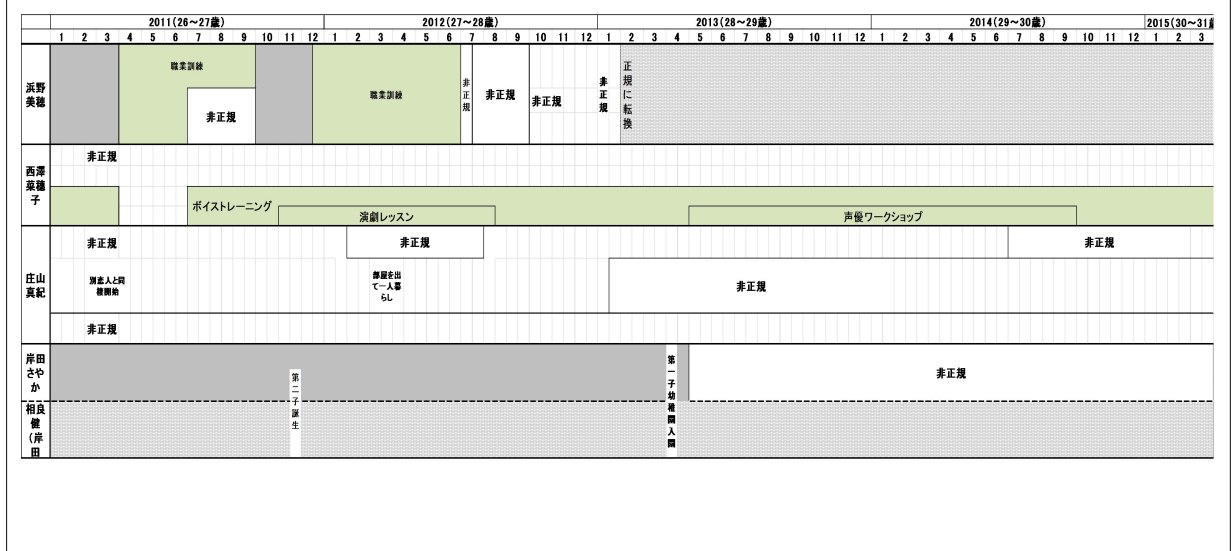 2011(26～27歳) 2012(27～28歳) 2013(28～29歳) 2014(29～30歳) 2015(30～31歳
1 2 3 4 5 6 7 8 9 10 11 12 1 2 3 4 5 6 7 8 9 10 11 12 1 2 3 4 5 6 7 8 9 10 11 12 1 2 3 4 5 6 7 8 9 10 11 12 1 2 3
浜野
美穂
職業訓練
非正規
職業訓練
非正規
非正規
非正規
非正規
正規に転換
西澤
菜穂
子
非正規
ボイストレーニング
演劇レッスン
声優ワークショップ
庄山
真紀
非正規
非正規
非正規
別恋人と同
棲開始
部屋を出
て一人暮
らし
非正規
非正規
岸田
さや
か
第二子誕生
第一子幼稚園入園
非正規
相良
健
(岸
田